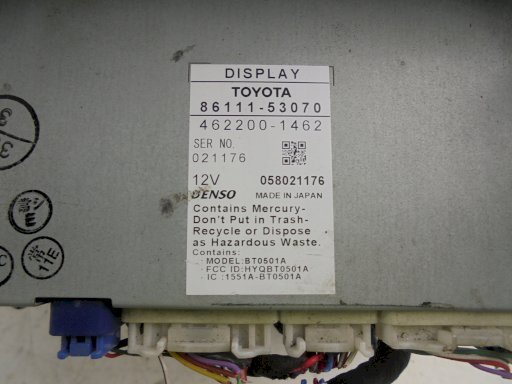 DISPLAY
TOYOTA
86111-53070
462200-1462
SER NO.
021176
12V 058021176
DENSO MADE IN JAPAN
Contains Mercury-
Don't Put in Trash-
Recycle or Dispose
as Hazardous Waste.
Contains:
-MODEL:BT0501A
-FCC ID:HYQBT0501A
-IC :1551A-BT0501A
E
11E